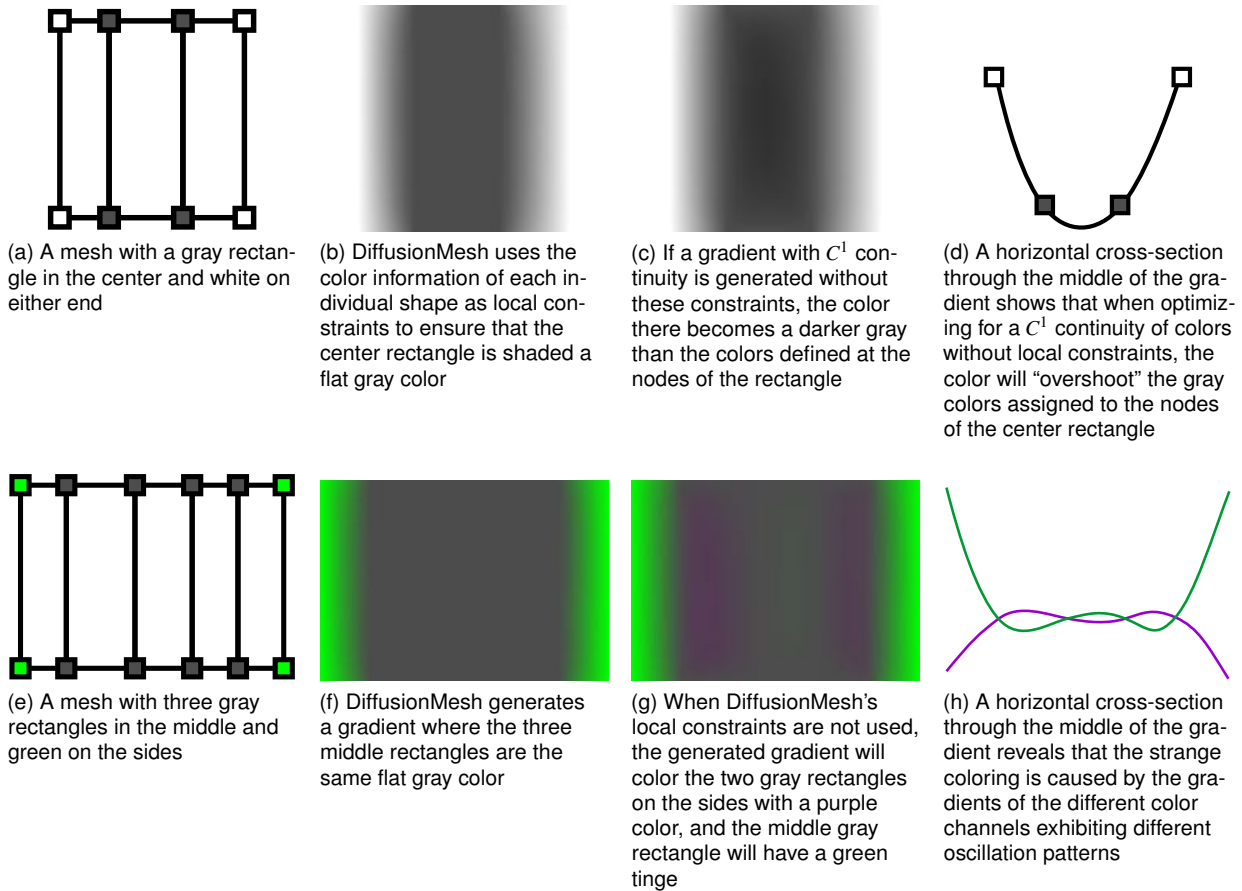 (a) A mesh with a gray rectan-
gle in the center and white on
either end
(b) DiffusionMesh uses the
color information of each in-
dividual shape as local con-
straints to ensure that the
center rectangle is shaded a
flat gray color
(c) If a gradient with C¹ con-
tinuity is generated without
these constraints, the color
there becomes a darker gray
than the colors defined at the
nodes of the rectangle
(d) A horizontal cross-section
through the middle of the gra-
dient shows that when optimiz-
ing for a C¹ continuity of colors
without local constraints, the
color will “overshoot” the gray
colors assigned to the nodes
of the center rectangle
(e) A mesh with three gray
rectangles in the middle and
green on the sides
(f) DiffusionMesh generates
a gradient where the three
middle rectangles are the
same flat gray color
(g) When DiffusionMesh's
local constraints are not used,
the generated gradient will
color the two gray rectangles
on the sides with a purple
color, and the middle gray
rectangle will have a green
tinge
(h) A horizontal cross-section
through the middle of the gra-
dient reveals that the strange
coloring is caused by the gra-
dients of the different color
channels exhibiting different
oscillation patterns